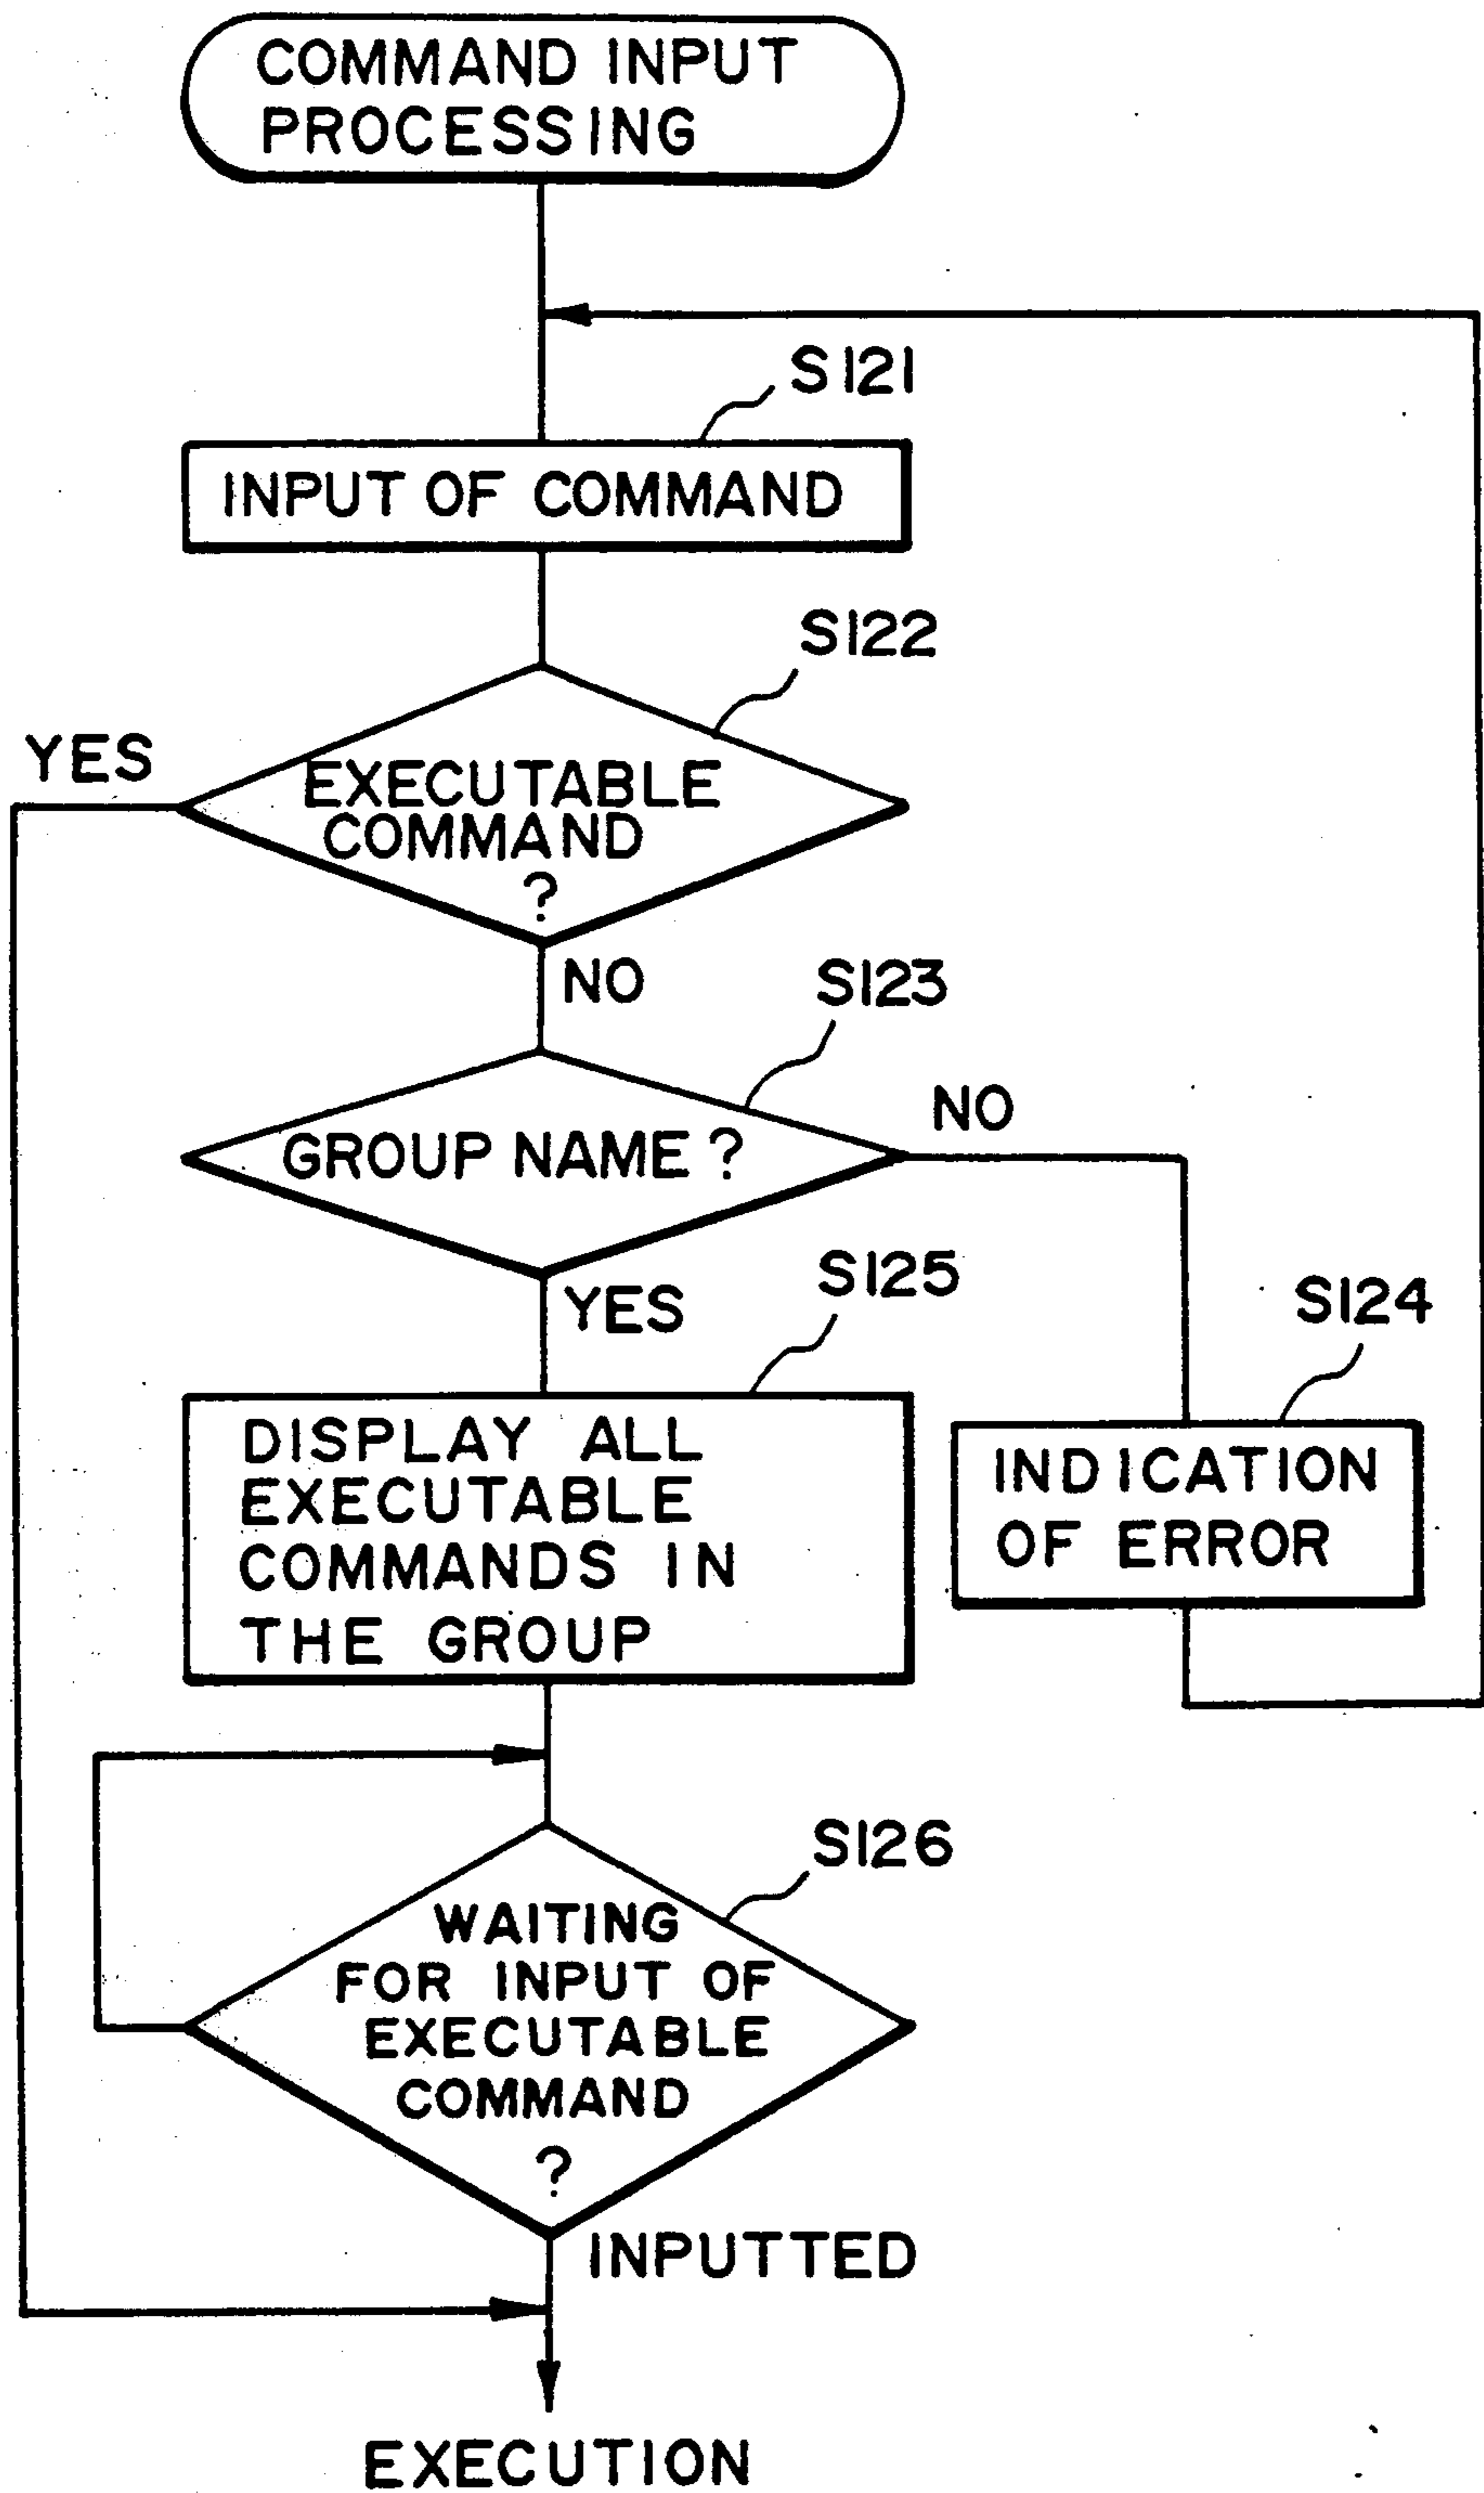 COMMAND INPUT
PROCESSING
S121
INPUT OF COMMAND
S122
YES
EXECUTABLE
COMMAND
?
NO
S123
NO
GROUP NAME ?
YES
S125
S124
DISPLAY ALL
EXECUTABLE
COMMANDS IN
THE GROUP
INDICATION
OF ERROR
S126
WAITING
FOR INPUT OF
EXECUTABLE
COMMAND
?
INPUTTED
EXECUTION